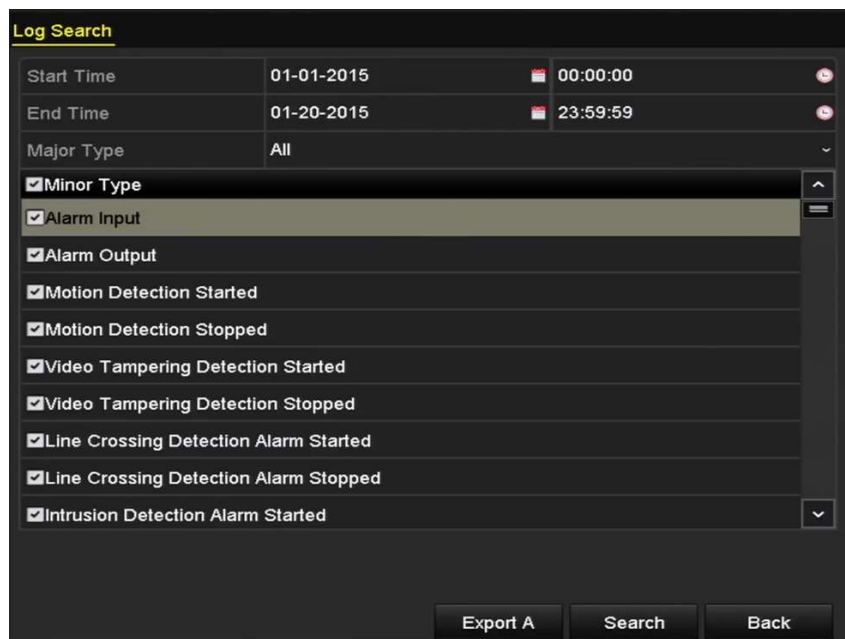 Log Search
Start Time 01-01-2015 00:00:00
End Time 01-20-2015 23:59:59
Major Type All
Minor Type
Alarm Input
Alarm Output
Motion Detection Started
Motion Detection Stopped
Video Tampering Detection Started
Video Tampering Detection Stopped
Line Crossing Detection Alarm Started
Line Crossing Detection Alarm Stopped
Intrusion Detection Alarm Started
Export A Search Back